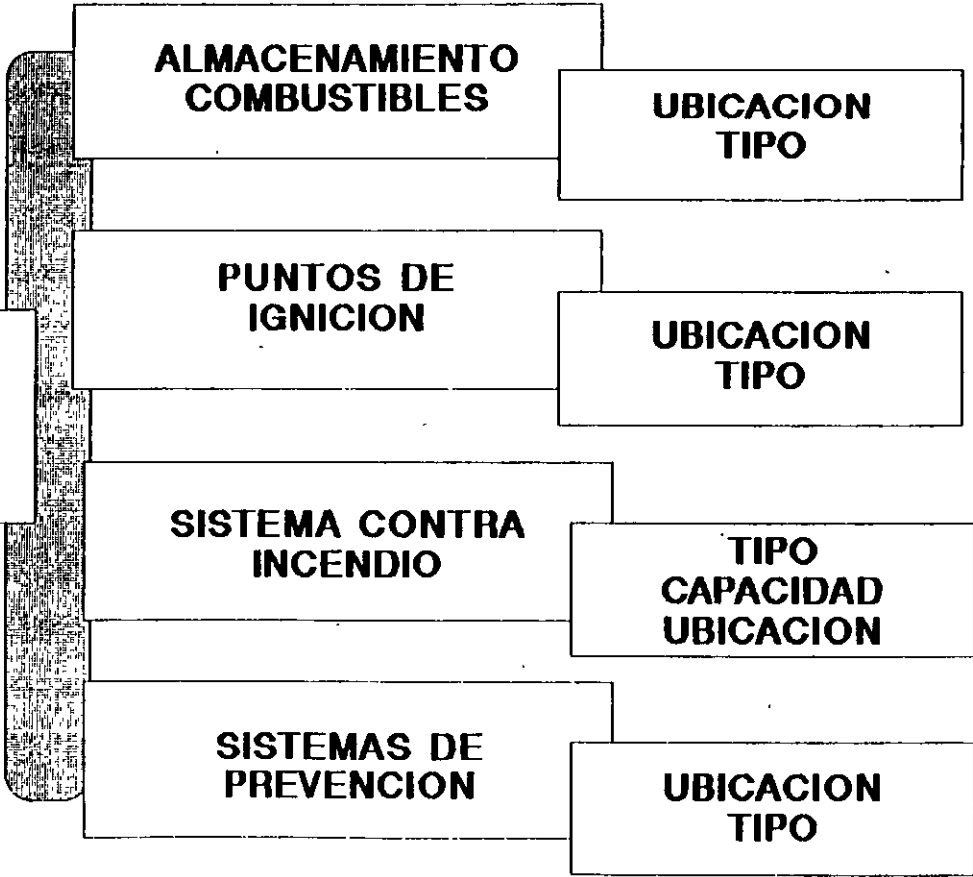 ALMACENAMIENTO
COMBUSTIBLES
UBICACION
TIPO
PUNTOS DE
IGNICION
UBICACION
TIPO
SISTEMA CONTRA
INCENDIO
TIPO
CAPACIDAD
UBICACION
SISTEMAS DE
PREVENCION
UBICACION
TIPO